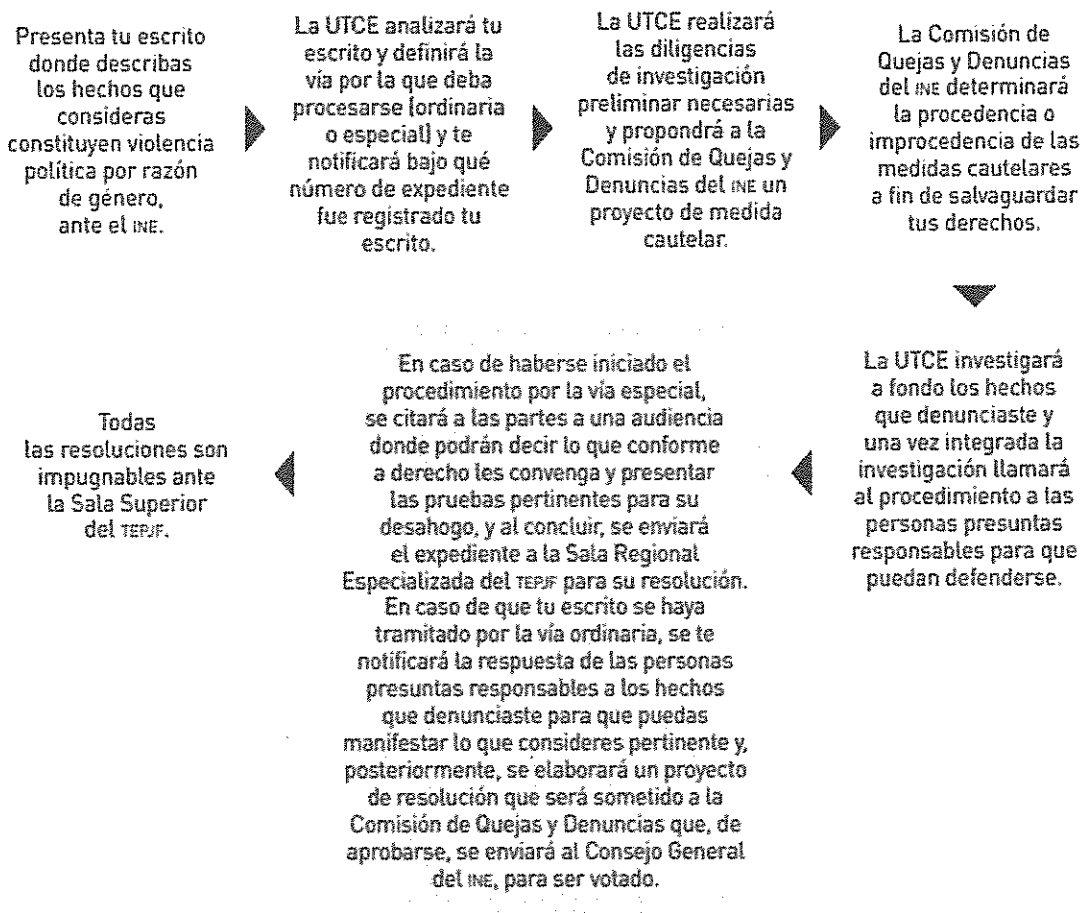 Presenta tu escrito
donde describas
los hechos que
consideras
constituyen violencia
política por razón
de género,
ante el INE.
La UTCE analizará tu
escrito y definirá la
vía por la que deba
procesarse (ordinaria
o especial) y te
notificará bajo qué
número de expediente
fue registrado tu
escrito.
La UTCE realizará
las diligencias
de investigación
preliminar necesarias
y propondrá a la
Comisión de Quejas y
Denuncias del INE un
proyecto de medida
cautelar.
La Comisión de
Quejas y Denuncias
del INE determinará
la procedencia o
improcedencia de las
medidas cautelares
a fin de salvaguardar
tus derechos.
La UTCE investigará
a fondo los hechos
que denunciaste y
una vez integrada la
investigación llamará
al procedimiento a las
personas presuntas
responsables para que
puedan defenderse.
En caso de haberse iniciado el
procedimiento por la vía especial,
se citará a las partes a una audiencia
donde podrán decir lo que conforme
a derecho les convenga y presentar
las pruebas pertinentes para su
desahogo, y al concluir, se enviará
el expediente a la Sala Regional
Especializada del TEPJF para su resolución.
En caso de que tu escrito se haya
tramitado por la vía ordinaria, se te
notificará la respuesta de las personas
presuntas responsables a los hechos
que denunciaste para que puedas
manifestar lo que consideres pertinente y,
posteriormente, se elaborará un proyecto
de resolución que será sometido a la
Comisión de Quejas y Denuncias que, de
aprobarse, se enviará al Consejo General
del INE, para ser votado.
Todas
las resoluciones son
impugnables ante
la Sala Superior
del TEPJF.